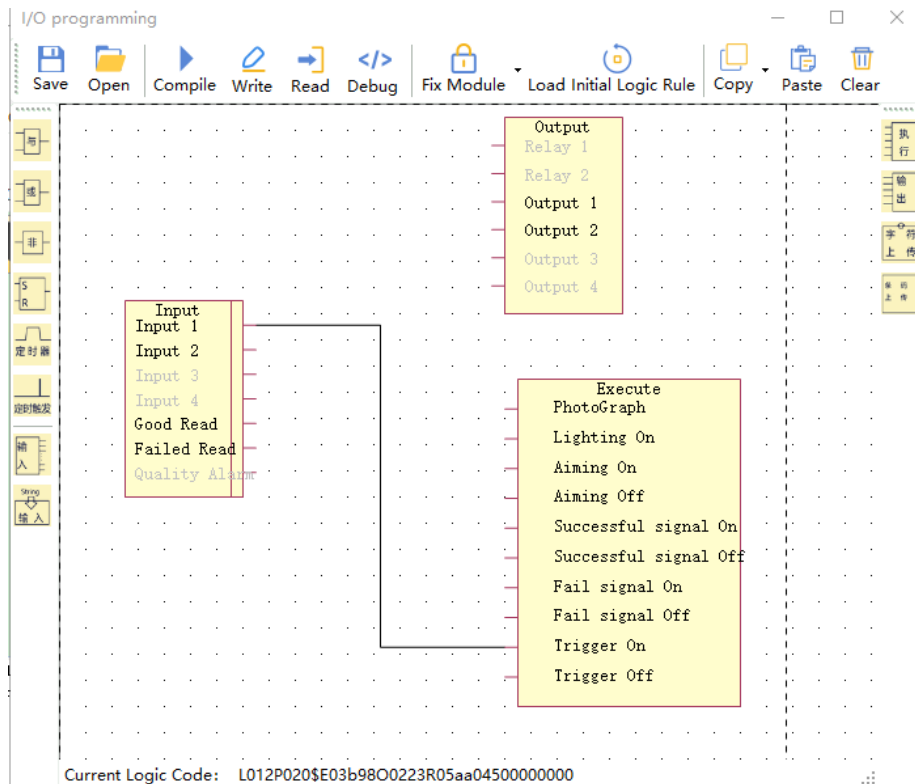 I/O programming
Save Open Compile Write Read Debug Fix Module Load Initial Logic Rule Copy Paste Clear
与
或
非
S
R
定时器
定时触发
输
入
String
输入
Output
Relay 1
Relay 2
Output 1
Output 2
Output 3
Output 4
Input
Input 1
Input 2
Input 3
Input 4
Good Read
Failed Read
Quality Alarm
Execute
PhotoGraph
Lighting On
Aiming On
Aiming Off
Successful signal On
Successful signal Off
Fail signal On
Fail signal Off
Trigger On
Trigger Off
执
行
输
出
字符
上传
上传
Current Logic Code: L012P020$E03b98O0223R05aa04500000000